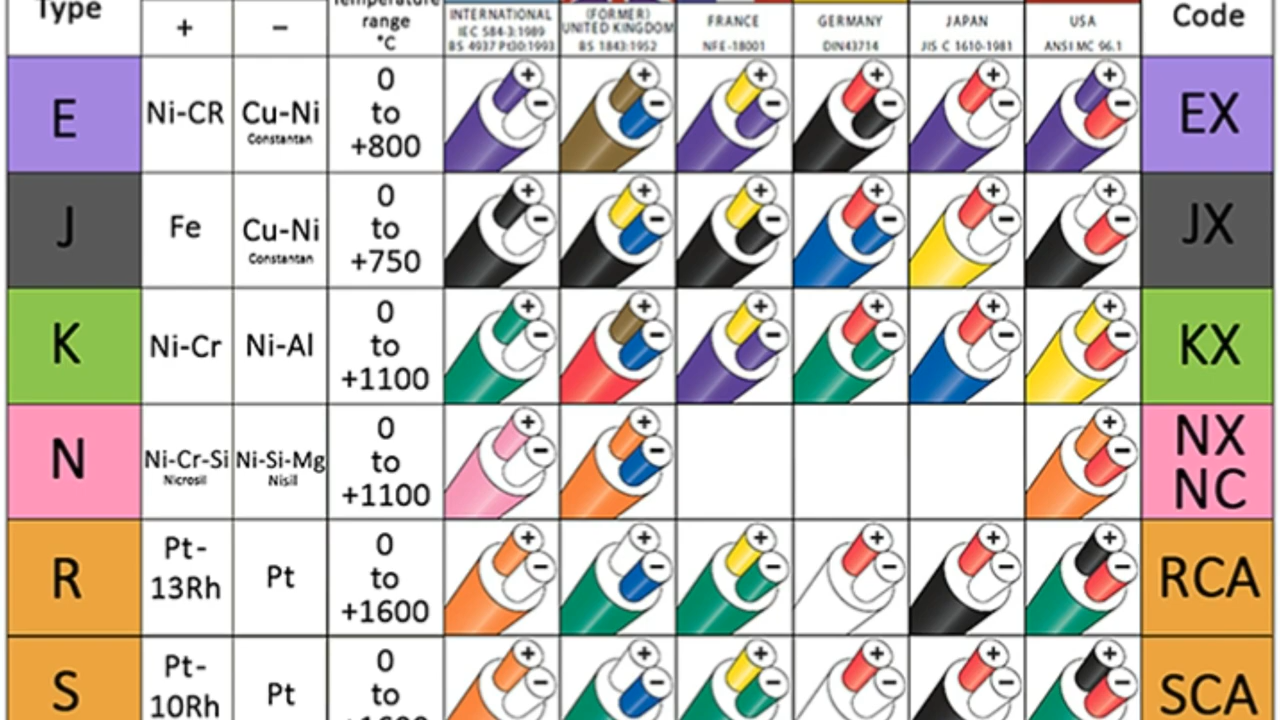 Type
+
−
Temperature
range
°C
INTERNATIONAL
IEC 584-3:1989
BS 4937 Pt30:1993
(FORMER)
UNITED KINGDOM
BS 1843:1952
FRANCE
NFE-18001
GERMANY
DIN43714
JAPAN
JIS C 1610-1981
USA
ANSI MC 96.1
Code
E
Ni-CR
Cu-Ni
Constantan
0
to
+800
+ + + + + +
− − − − − −
EX
J
Fe
Cu-Ni
Constantan
0
to
+750
+ + + + + +
− − − − − −
JX
K
Ni-Cr
Ni-Al
0
to
+1100
+ + + + + +
− − − − − −
KX
N
Ni-Cr-Si
Nicrosil
Ni-Si-Mg
Nisil
0
to
+1100
+ + +
− − −
NX
NC
R
Pt-
13Rh
Pt
0
to
+1600
+ + + + + +
− − − − − −
RCA
S
Pt-
10Rh
Pt
0
to
+1600
+ + + + + +
− − − − − −
SCA